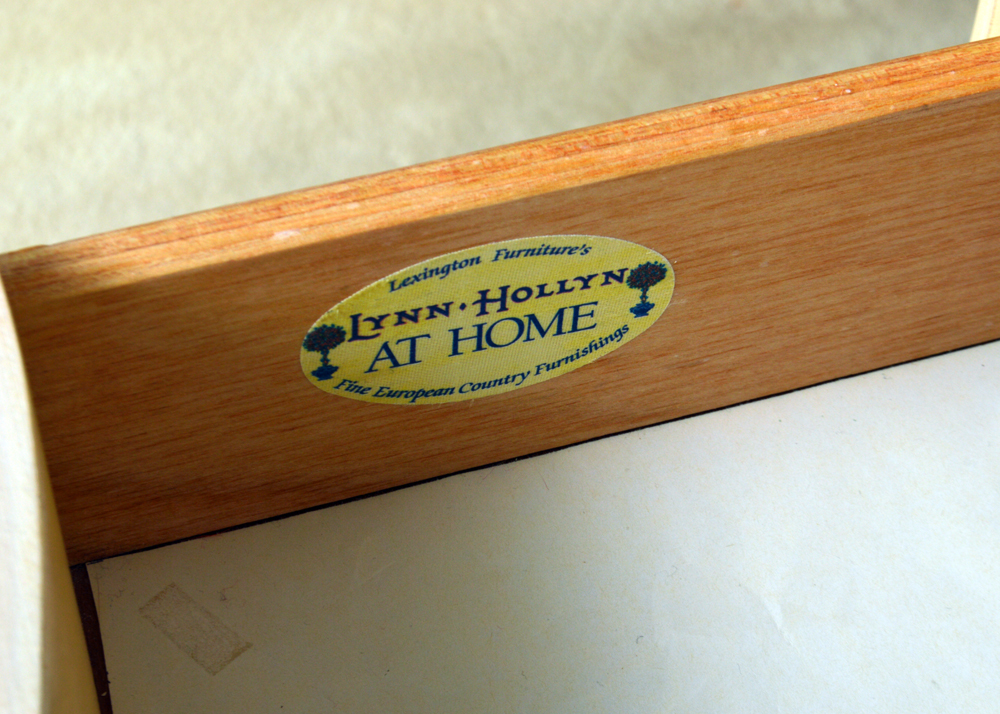 Lexington Furniture's
LYNN·HOLLYN
AT HOME
Fine European Country Furnishings